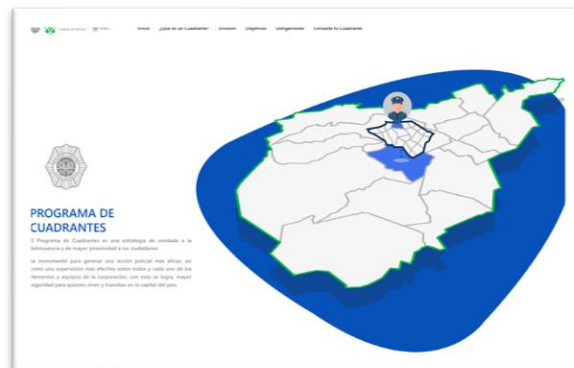 Inicio ¿Qué es un Cuadrante? División Objetivos Obligaciones Consulta tu Cuadrante
PROGRAMA DE
CUADRANTES
Programa de Cuadrantes es una estrategia de combate a la
delincuencia y de mayor proximidad a los ciudadanos.
instrumentó para generar una acción policial más eficaz, así
como una supervisión más efectiva sobre todos y cada uno de los
elementos y equipos de la corporación, con esto se logra, mayor
seguridad para quienes viven y transitan en la capital del país.